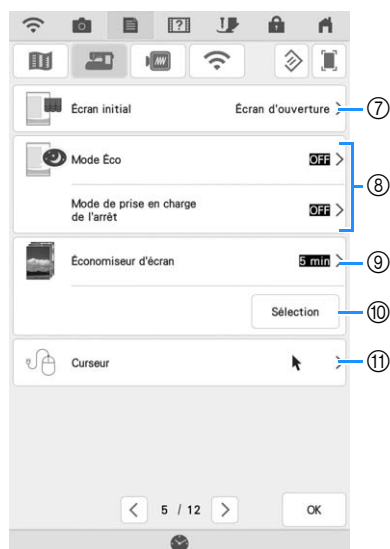 Écran initial Écran d'ouverture > ⑦
Mode Éco OFF > ⑧
Mode de prise en charge
de l'arrêt OFF >
Économiseur d'écran 5 min > ⑨
Sélection ⑩
Curseur > ⑪
< 5 / 12 > OK